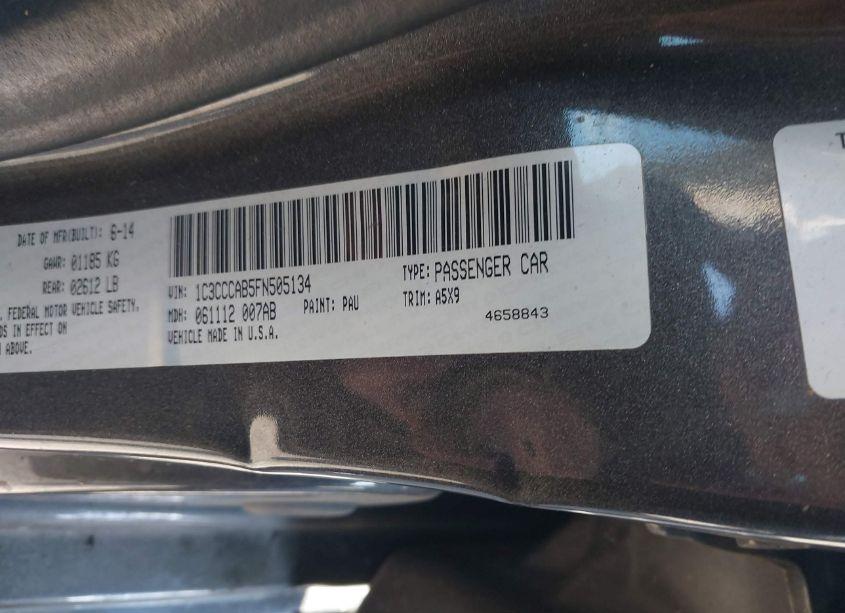 DATE OF MFR(BUILT): 6-14
GAWR: 01185 KG
REAR: 02612 LB
FEDERAL MOTOR VEHICLE SAFETY.
IN EFFECT ON
ABOVE.
VIN: 1C3CCCAB5FN505134
TYPE: PASSENGER CAR
MDH: 061112 007AB
PAINT: PAU
TRIM: A5X9
VEHICLE MADE IN U.S.A.
4658843
T